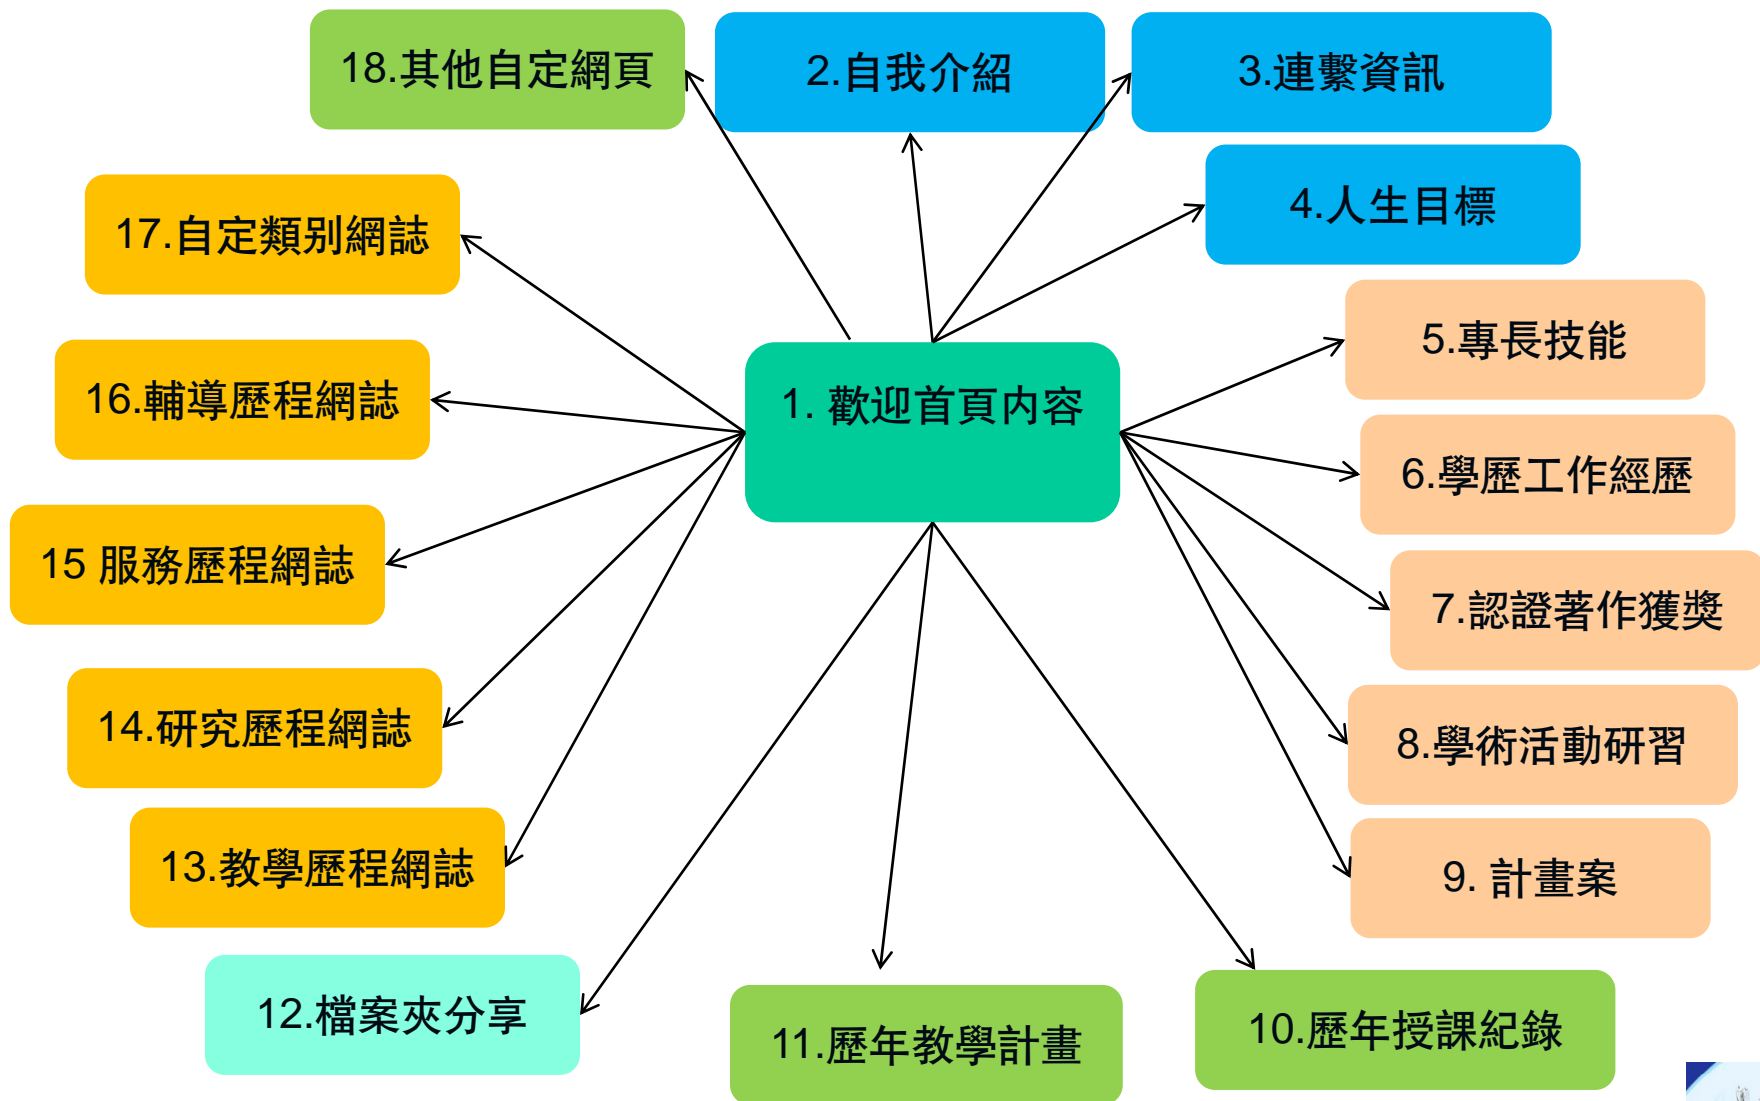 18.其他自定網頁
2.自我介紹
3.連繫資訊
4.人生目標
17.自定類别網誌
5.專長技能
16.輔導歷程網誌
1. 歡迎首頁内容
6.學歷工作經歷
15 服務歷程網誌
7.認證著作獲獎
14.研究歷程網誌
8.學術活動研習
13.教學歷程網誌
9. 計畫案
12.檔案夾分享
11.歷年教學計畫
10.歷年授課紀錄